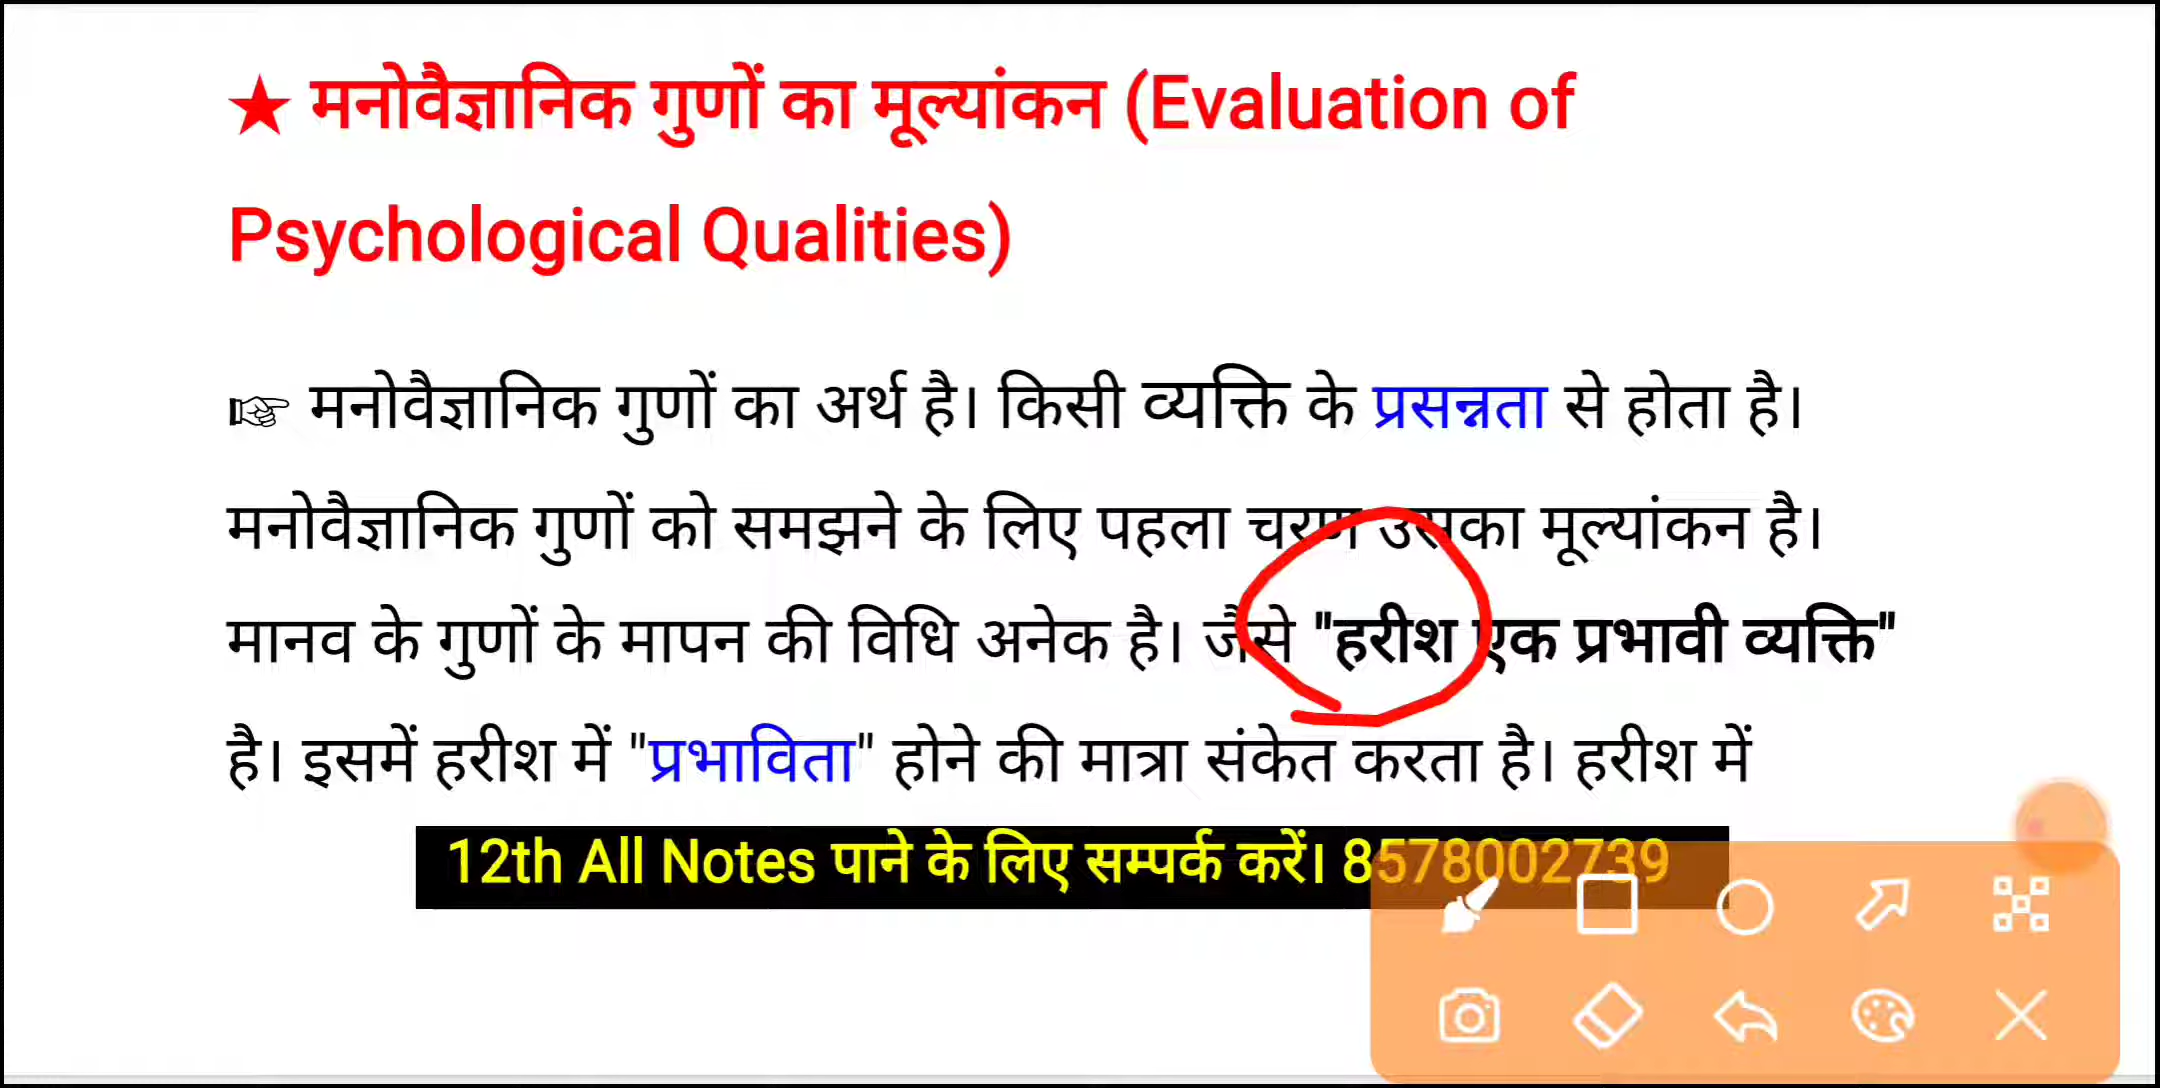 ★ मनोवैज्ञानिक गुणों का मूल्यांकन (Evaluation of
Psychological Qualities)
☞ मनोवैज्ञानिक गुणों का अर्थ है। किसी व्यक्ति के प्रसन्नता से होता है।
मनोवैज्ञानिक गुणों को समझने के लिए पहला चरण उसका मूल्यांकन है।
मानव के गुणों के मापन की विधि अनेक है। जैसे "हरीश एक प्रभावी व्यक्ति"
है। इसमें हरीश में "प्रभाविता" होने की मात्रा संकेत करता है। हरीश में
12th All Notes पाने के लिए सम्पर्क करें। 8578002739